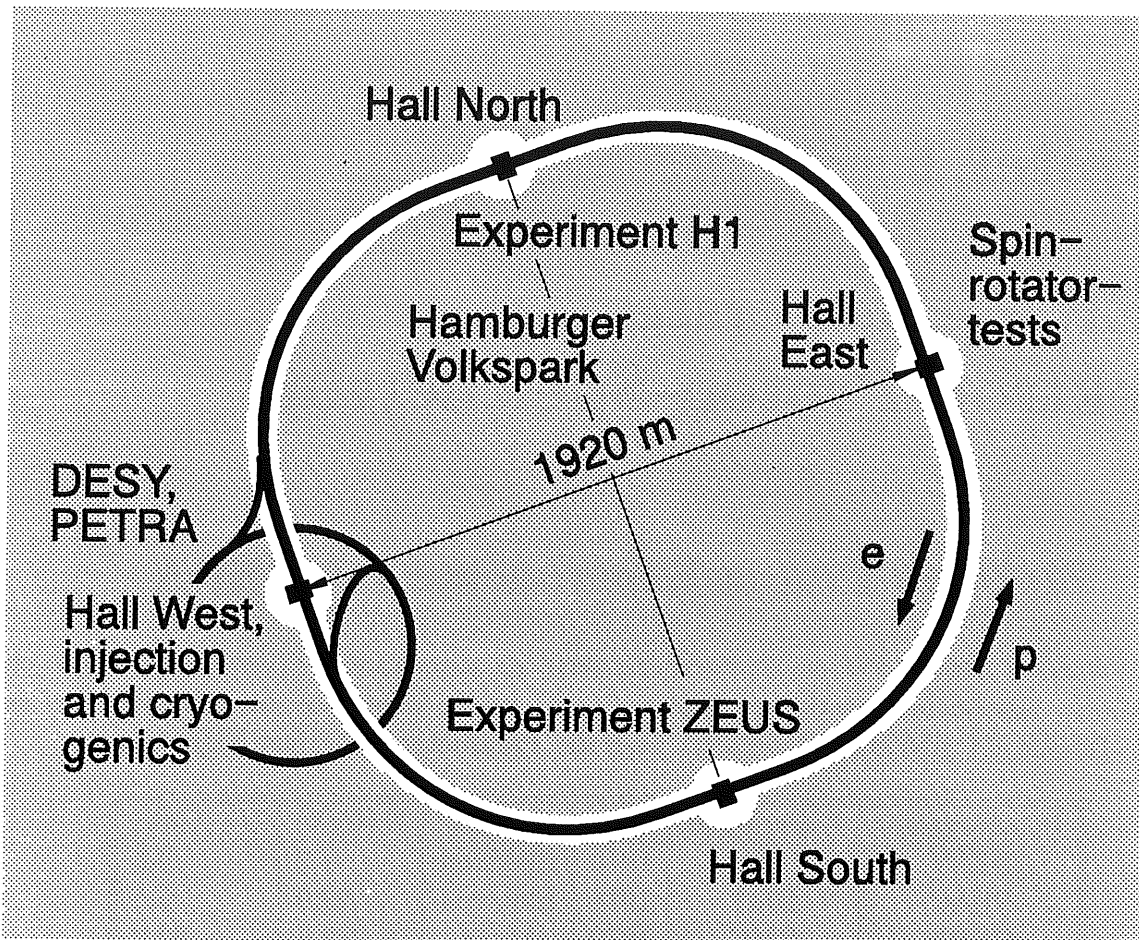 Hall North
Experiment H1
Spin-
rotator-
tests
Hall
East
Hamburger
Volkspark
1920 m
DESY,
PETRA
e
p
Hall West,
injection
and cryo-
genics
Experiment ZEUS
Hall South